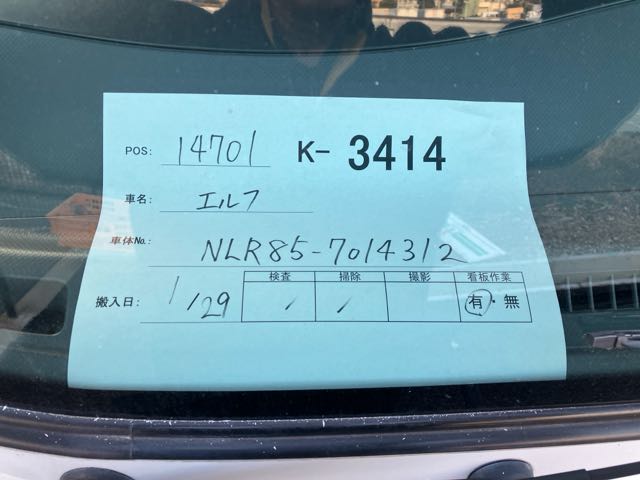 POS: 14701 K- 3414
車名: エルフ
車体No.: NLR85-7014312
検査 掃除 撮影 看板作業
搬入日: 1/29 有・無